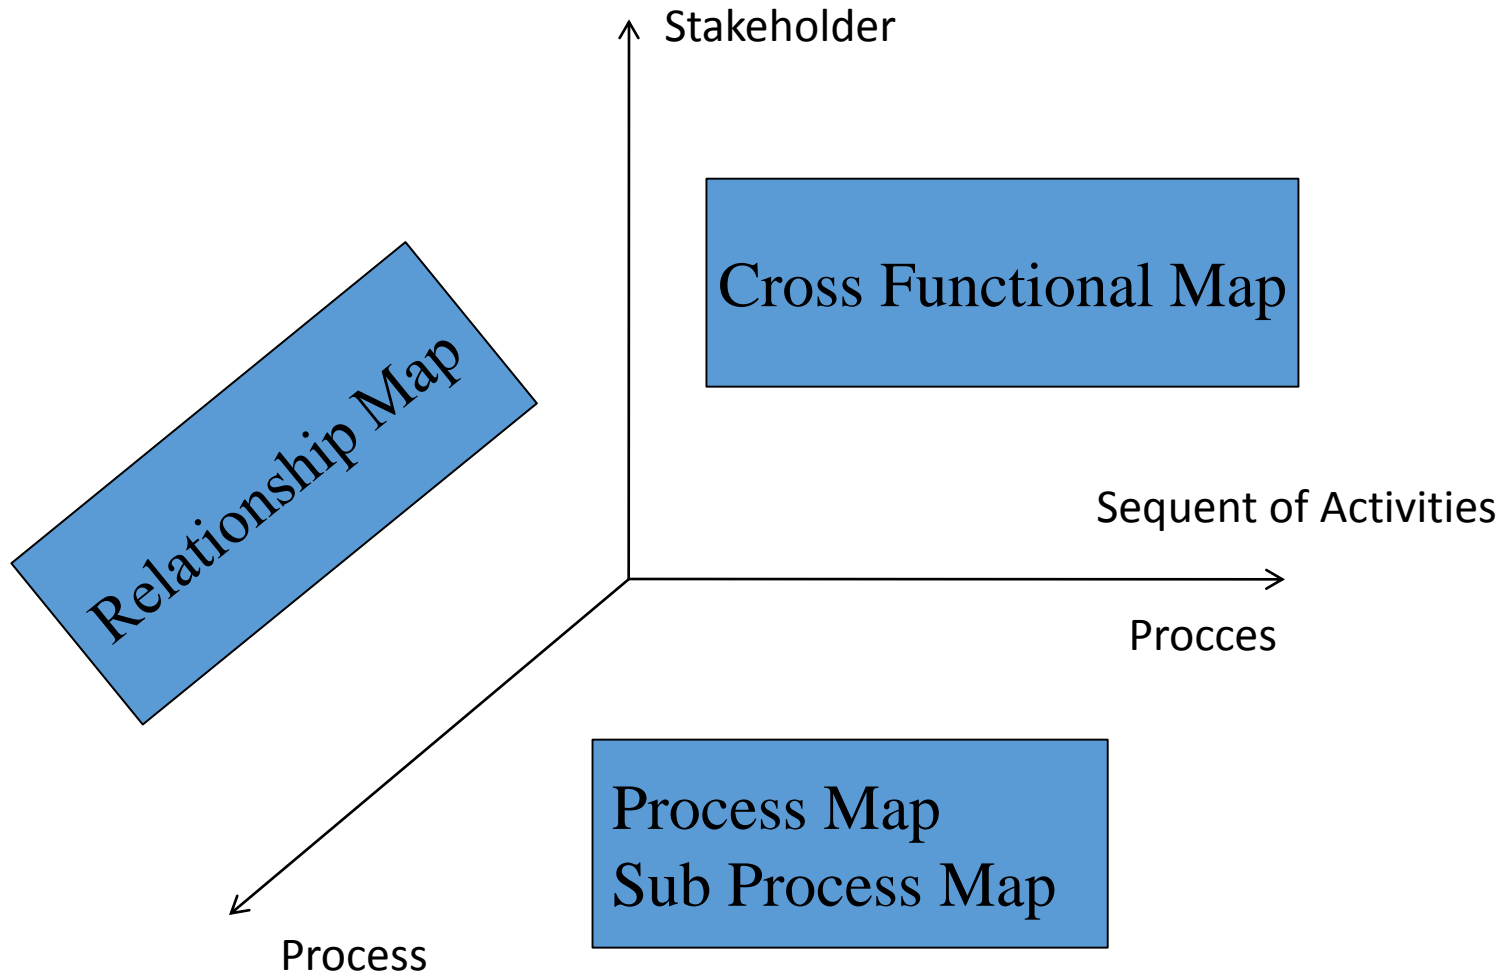 Stakeholder
Cross Functional Map
Relationship Map
Sequent of Activities
Procces
Process Map
Sub Process Map
Process